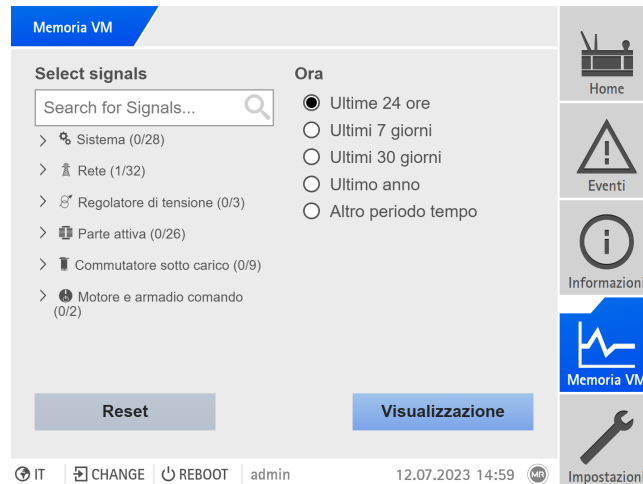 Memoria VM
Select signals
Search for Signals...
Sistema (0/28)
Rete (1/32)
Regolatore di tensione (0/3)
Parte attiva (0/26)
Commutatore sotto carico (0/9)
Motore e armadio comando
(0/2)
Ora
Ultime 24 ore
Ultimi 7 giorni
Ultimi 30 giorni
Ultimo anno
Altro periodo tempo
Reset
Visualizzazione
Home
Eventi
Informazioni
Memoria VM
Impostazioni
IT
CHANGE
REBOOT
admin
12.07.2023 14:59
MR